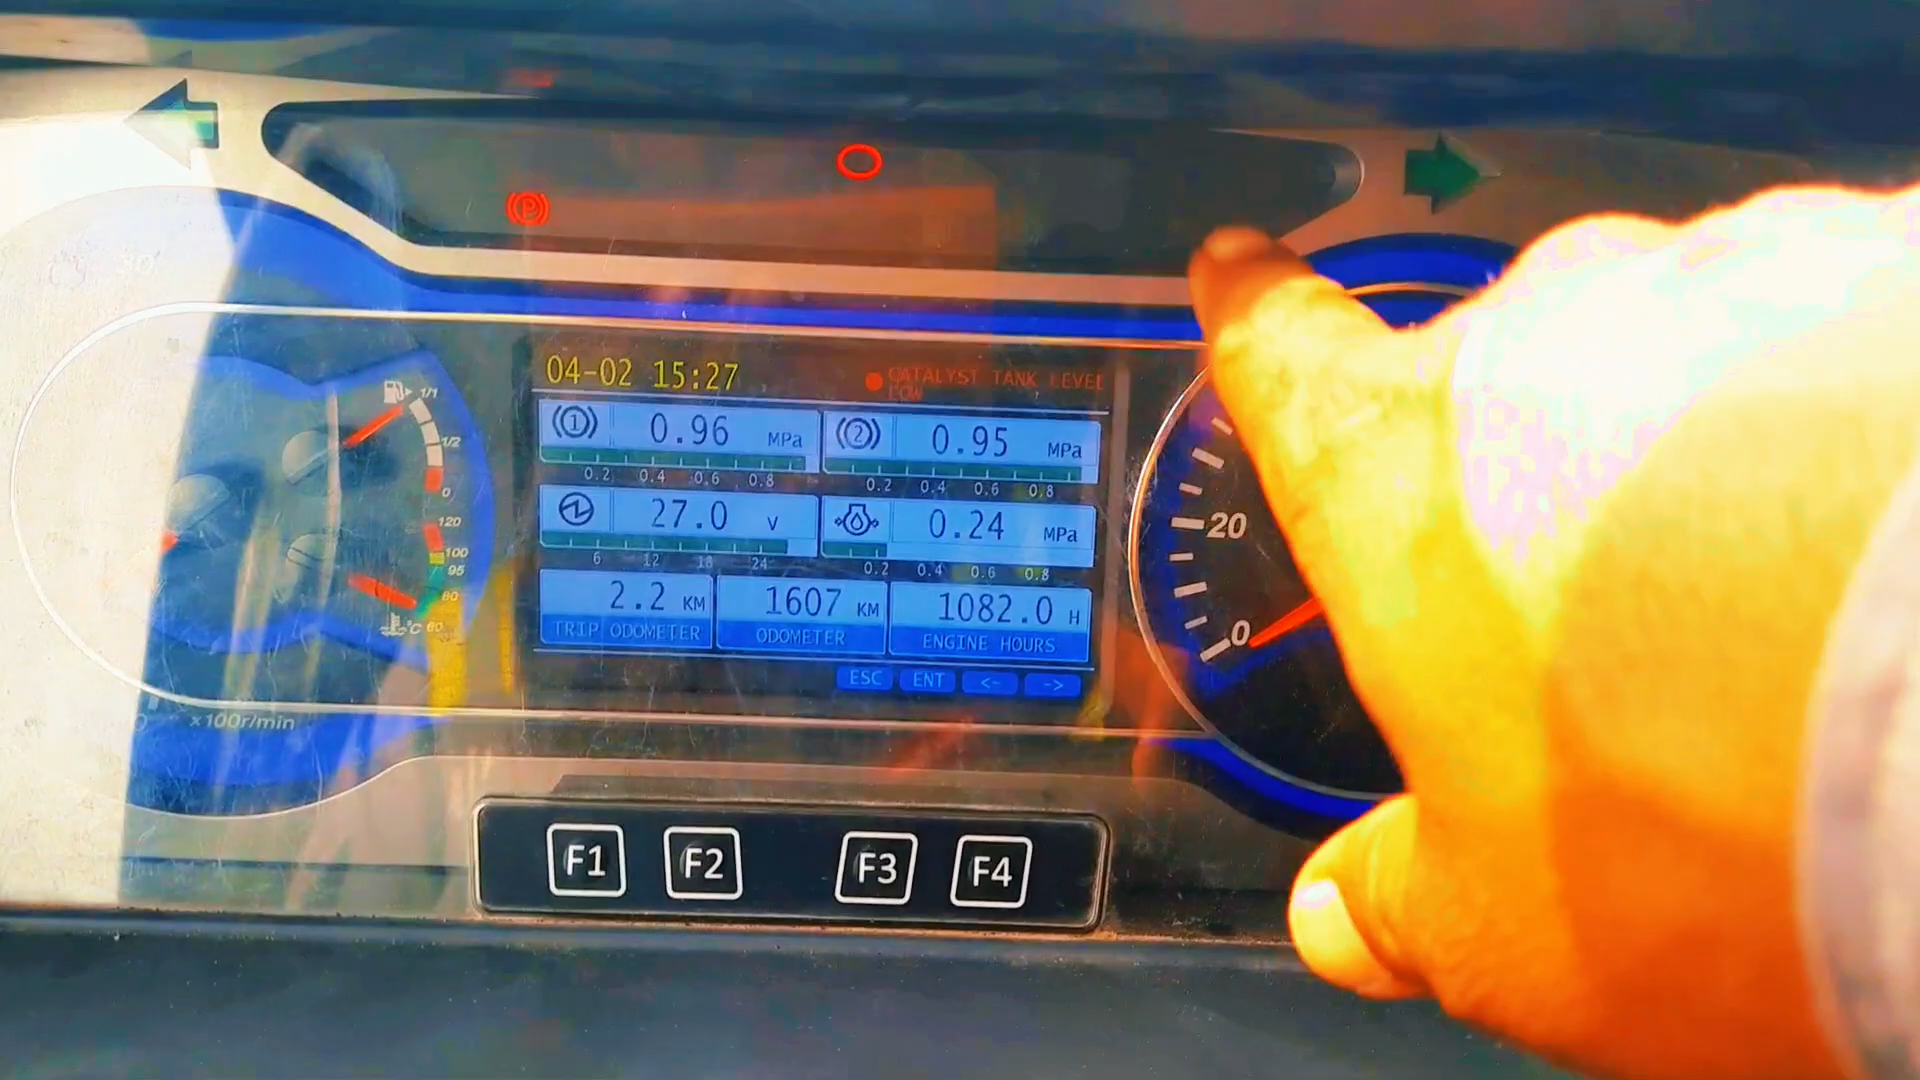 P
04-02 15:27
CATALYST TANK LEVEL
LOW
1 0.96 MPa
0.2 0.4 0.6 0.8
2 0.95 MPa
0.2 0.4 0.6 0.8
27.0 V
6 12 18 24
0.24 MPa
0.2 0.4 0.6 0.8
2.2 KM
TRIP ODOMETER
1607 KM
ODOMETER
1082.0 H
ENGINE HOURS
ESC ENT <- ->
1/1
1/2
0
120
100
95
80
°C 60
x100r/min
20
0
F1 F2 F3 F4